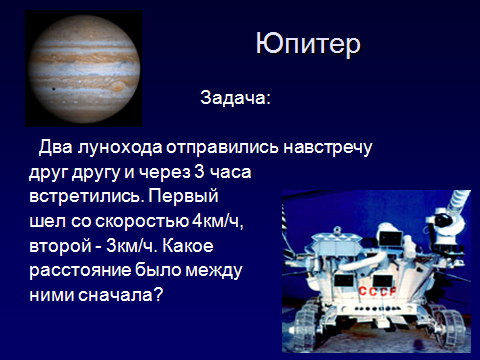 Юпитер
Задача:
Два лунохода отправились навстречу
друг другу и через 3 часа
встретились. Первый
шел со скоростью 4км/ч,
второй - 3км/ч. Какое
расстояние было между
ними сначала?
СССР